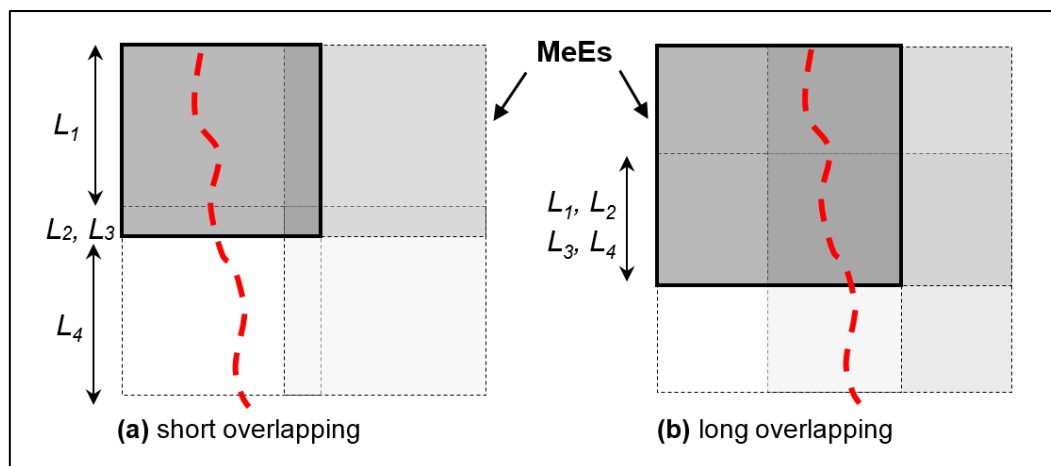 MeEs
L1
L2, L3
L4
L1, L2
L3, L4
(a) short overlapping
(b) long overlapping